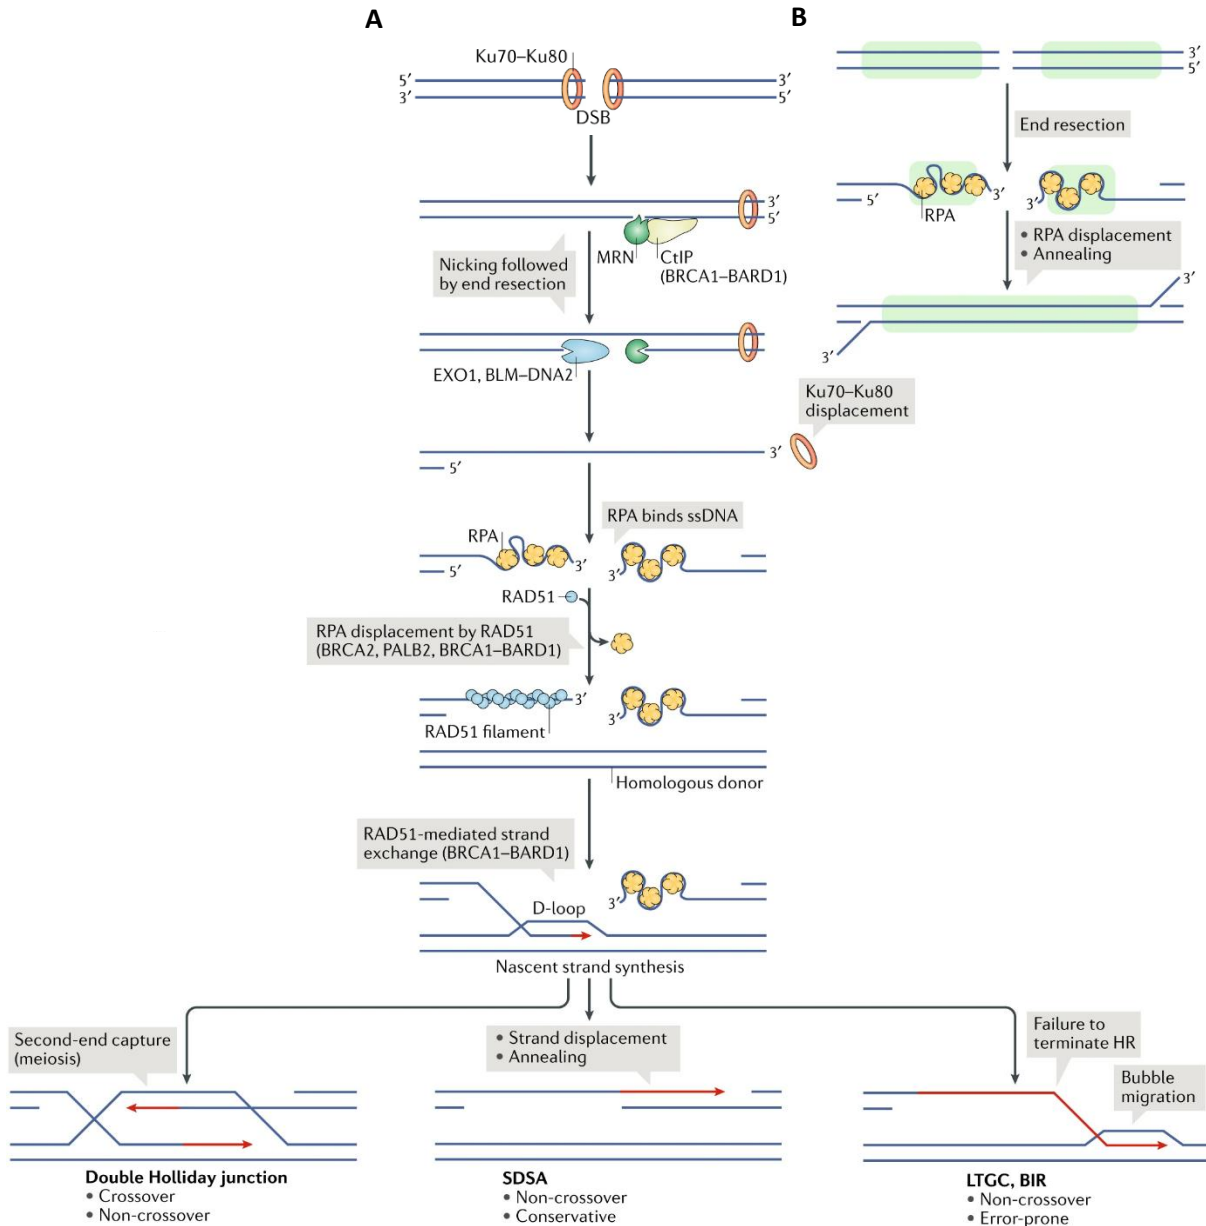 A
Ku70–Ku80
5′ 3′
3′ 5′
DSB
3′
5′
MRN CtIP
(BRCA1–BARD1)
Nicking followed
by end resection
EXO1, BLM–DNA2
Ku70–Ku80
displacement
3′
5′
RPA binds ssDNA
RPA
3′
5′ 3′
RAD51
RPA displacement by RAD51
(BRCA2, PALB2, BRCA1–BARD1)
3′
3′
RAD51 filament
Homologous donor
RAD51-mediated strand
exchange (BRCA1–BARD1)
D-loop 3′
Nascent strand synthesis
Second-end capture
(meiosis)
• Strand displacement
• Annealing
Failure to
terminate HR
Bubble
migration
Double Holliday junction
• Crossover
• Non-crossover
SDSA
• Non-crossover
• Conservative
LTGC, BIR
• Non-crossover
• Error-prone
B
3′
5′
End resection
3′
5′ 3′
RPA
• RPA displacement
• Annealing
3′
3′